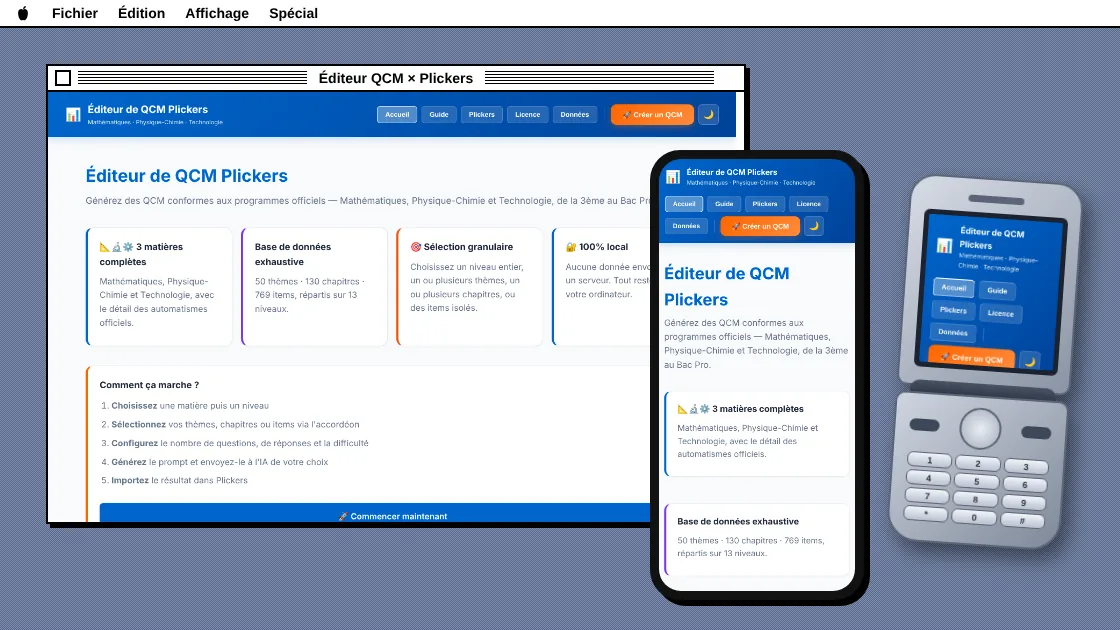 Fichier Édition Affichage Spécial
Éditeur QCM × Plickers
Éditeur de QCM Plickers
Mathématiques · Physique-Chimie · Technologie
Accueil Guide Plickers Licence Données 🚀 Créer un QCM
Éditeur de QCM Plickers
Générez des QCM conformes aux programmes officiels — Mathématiques, Physique-Chimie et Technologie, de la 3ème au Bac Pro
3 matières
complètes
Mathématiques, Physique-
Chimie et Technologie, avec
le détail des automatismes
officiels.
Base de données
exhaustive
50 thèmes · 130 chapitres ·
769 items, répartis sur 13
niveaux.
🎯 Sélection granulaire
Choisissez un niveau entier,
un ou plusieurs thèmes, un
ou plusieurs chapitres, ou
des items isolés.
🔐 100% local
Aucune donnée
un serveur. Tout
votre ordinateur.
Comment ça marche ?
1. Choisissez une matière puis un niveau
2. Sélectionnez vos thèmes, chapitres ou items via l'accordéon
3. Configurez le nombre de questions, de réponses et la difficulté
4. Générez le prompt et envoyez-le à l'IA de votre choix
5. Importez le résultat dans Plickers
🚀 Commencer maintenant
Éditeur de QCM Plickers
Mathématiques · Physique-Chimie · Technologie
Accueil Guide Plickers Licence
Données 🚀 Créer un QCM
Éditeur de QCM
Plickers
Générez des QCM conformes aux
programmes officiels — Mathématiques,
Physique-Chimie et Technologie, de la 3ème
au Bac Pro.
3 matières complètes
Mathématiques, Physique-Chimie et
Technologie, avec le détail des
automatismes officiels.
Base de données exhaustive
50 thèmes · 130 chapitres · 769 items,
répartis sur 13 niveaux.
Éditeur de QCM
Plickers
Mathématiques · Physique-
Chimie · Technologie
Accueil Guide
Plickers Licence
Données
🚀 Créer un QCM
1 2 3
4 5 6
7 8 9
* 0 #